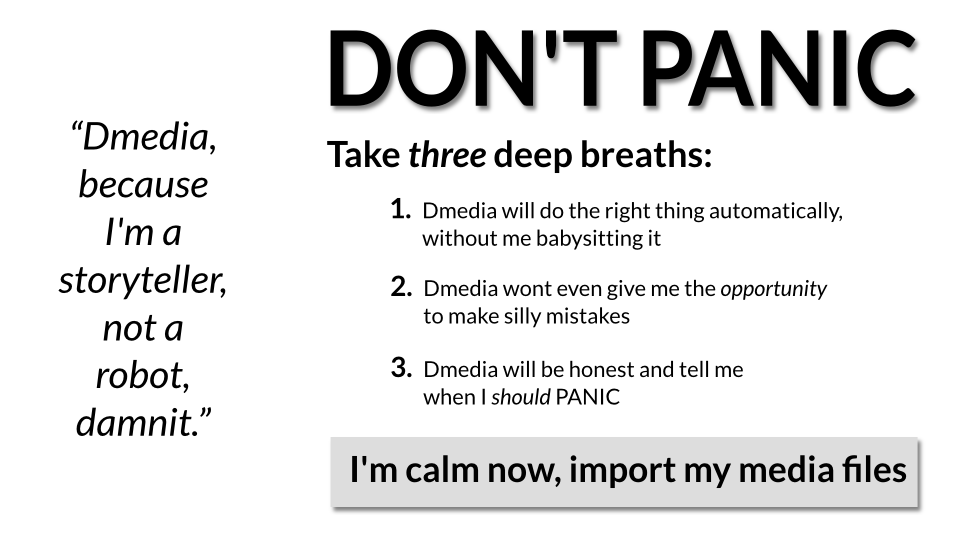 “Dmedia,
because
I'm a
storyteller,
not a
robot,
damnit.”
DON'T PANIC
Take three deep breaths:
1. Dmedia will do the right thing automatically,
without me babysitting it
2. Dmedia wont even give me the opportunity
to make silly mistakes
3. Dmedia will be honest and tell me
when I should PANIC
I'm calm now, import my media files